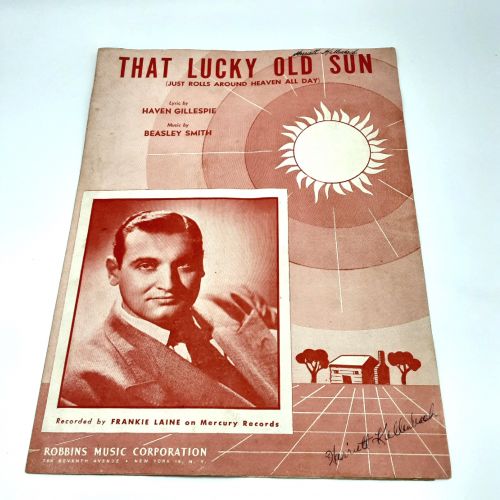 THAT LUCKY OLD SUN
(JUST ROLLS AROUND HEAVEN ALL DAY)
Lyric by
HAVEN GILLESPIE
Music by
BEASLEY SMITH
Recorded by FRANKIE LAINE on Mercury Records
ROBBINS MUSIC CORPORATION
799 SEVENTH AVENUE • NEW YORK 19, N. Y.
Harriett